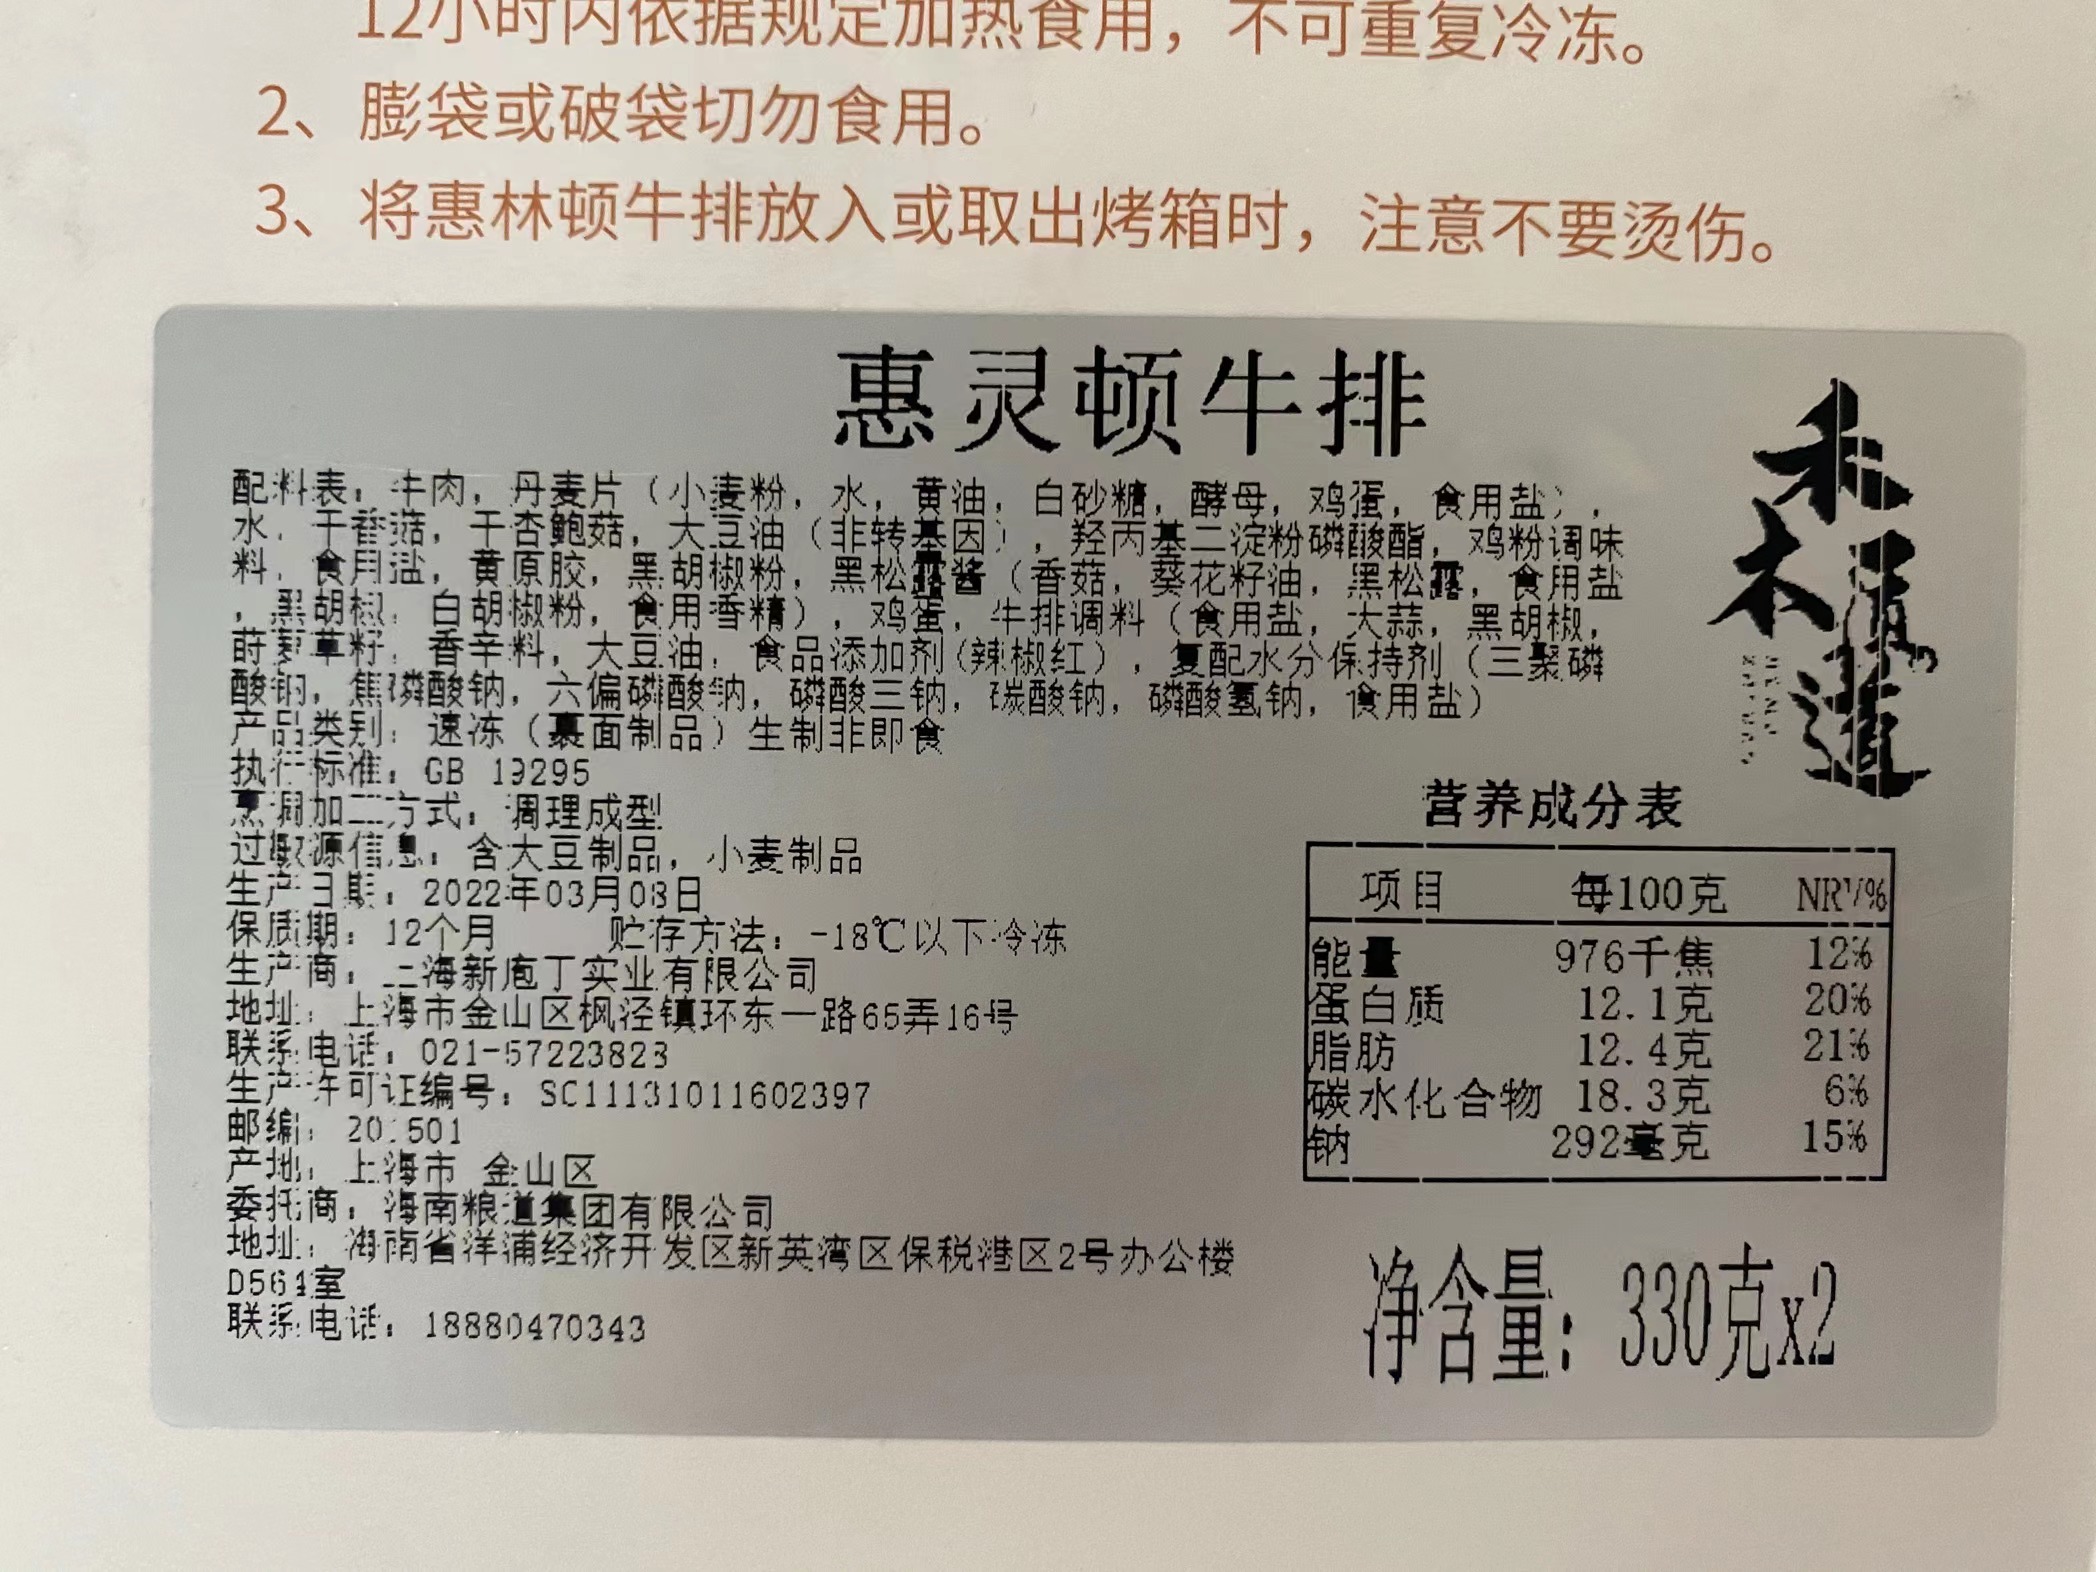 12小时内依据规定加热食用，不可重复冷冻。
2、膨袋或破袋切勿食用。
3、将惠林顿牛排放入或取出烤箱时，注意不要烫伤。
惠灵顿牛排
配料表：牛肉，丹麦片（小麦粉，水，黄油，白砂糖，酵母，鸡蛋，食用盐），
水，干香菇，干杏鲍菇，大豆油（非转基因），羟丙基二淀粉磷酸酯，鸡粉调味
料，食用盐，黄原胶，黑胡椒粉，黑松露酱（香菇，葵花籽油，黑松露，食用盐
，黑胡椒，白胡椒粉，食用香精），鸡蛋，牛排调料（食用盐，大蒜，黑胡椒，
莳萝草籽，香辛料，大豆油，食品添加剂（辣椒红），复配水分保持剂（三聚磷
酸钠，焦磷酸钠，六偏磷酸钠，磷酸三钠，碳酸钠，磷酸氢钠，食用盐）
产品类别：速冻（裹面制品）生制非即食
执行标准：GB 19295
烹调加工方式：调理成型
过敏源信息：含大豆制品，小麦制品
生产日期：2022年03月08日
保质期：12个月 贮存方法：-18℃以下冷冻
生产商：上海新庖丁实业有限公司
地址：上海市金山区枫泾镇环东一路65弄16号
联系电话：021-57223823
生产许可证编号：SC11131011602397
邮编：201501
产地：上海市 金山区
委托商：海南粮道集团有限公司
地址：海南省洋浦经济开发区新英湾区保税港区2号办公楼
D564室
联系电话：18880470343
禾木
道
营养成分表
项目 每100克 NRV%
能量 976千焦 12%
蛋白质 12.1克 20%
脂肪 12.4克 21%
碳水化合物 18.3克 6%
钠 292毫克 15%
净含量：330克x2